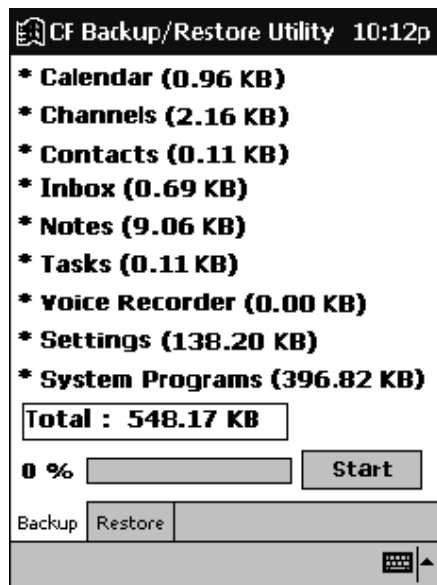 CF Backup/Restore Utility 10:12p
* Calendar (0.96 KB)
* Channels (2.16 KB)
* Contacts (0.11 KB)
* Inbox (0.69 KB)
* Notes (9.06 KB)
* Tasks (0.11 KB)
* Voice Recorder (0.00 KB)
* Settings (138.20 KB)
* System Programs (396.82 KB)
Total : 548.17 KB
0 % Start
Backup Restore